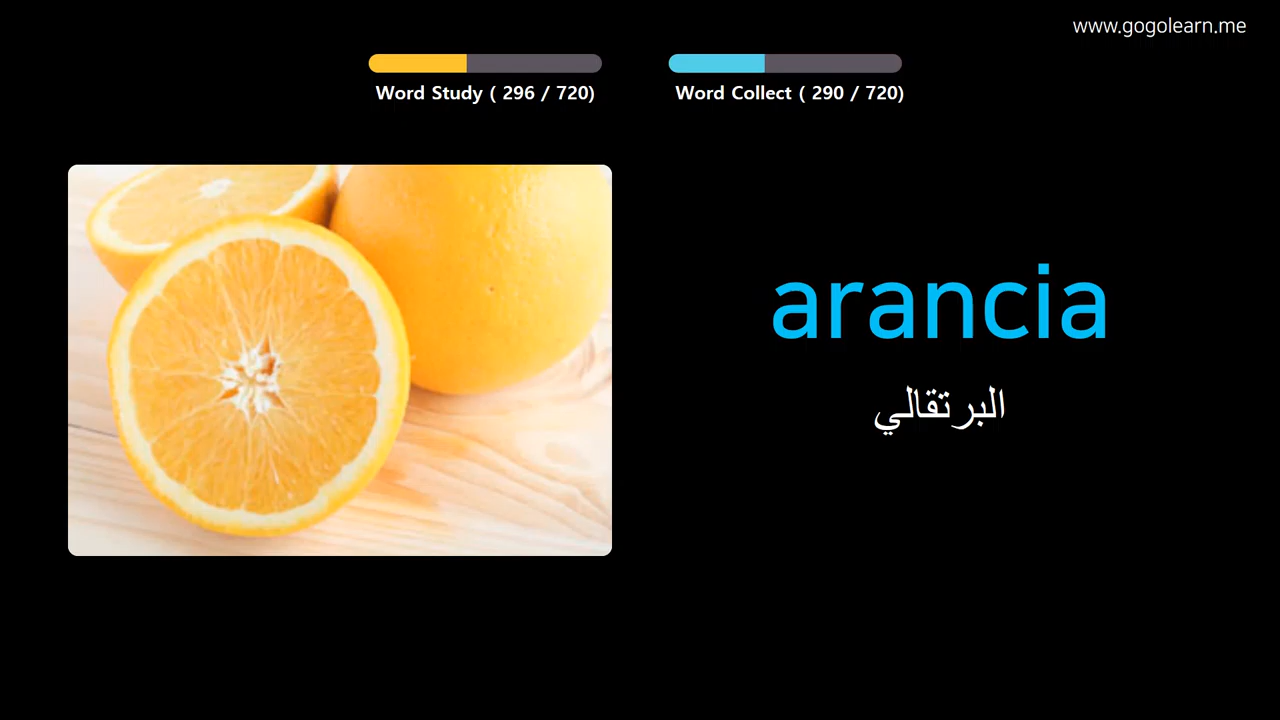 www.gogolearn.me
Word Study ( 296 / 720)
Word Collect ( 290 / 720)
arancia
البرتقالي